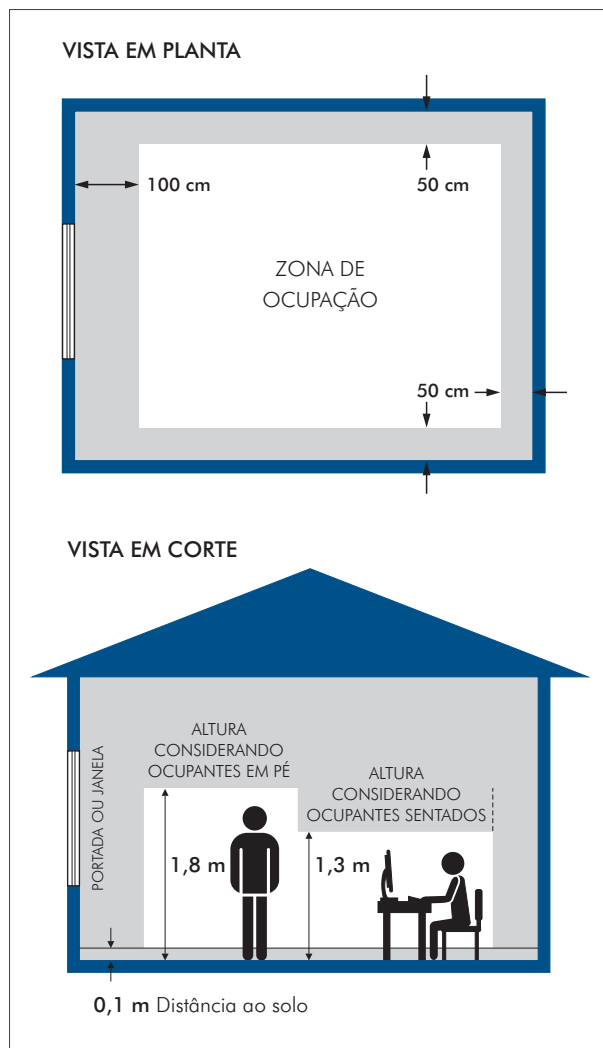 VISTA EM PLANTA
100 cm
50 cm
ZONA DE
OCUPAÇÃO
50 cm
VISTA EM CORTE
PORTADA OU JANELA
ALTURA
CONSIDERANDO
OCUPANTES EM PÉ
ALTURA
CONSIDERANDO
OCUPANTES SENTADOS
1,8 m
1,3 m
0,1 m Distância ao solo